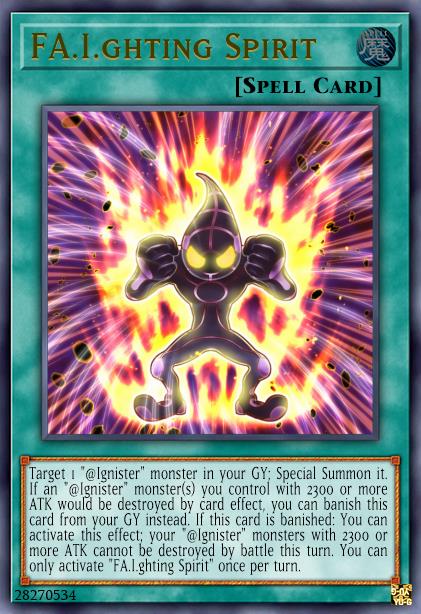 FA.I.ghting Spirit
魔
[Spell Card]
Target 1 "@Ignister" monster in your GY; Special Summon it.
If an "@Ignister" monster(s) you control with 2300 or more
ATK would be destroyed by card effect, you can banish this
card from your GY instead. If this card is banished: You can
activate this effect; your "@Ignister" monsters with 2300 or
more ATK cannot be destroyed by battle this turn. You can
only activate "FA.I.ghting Spirit" once per turn.
28270534